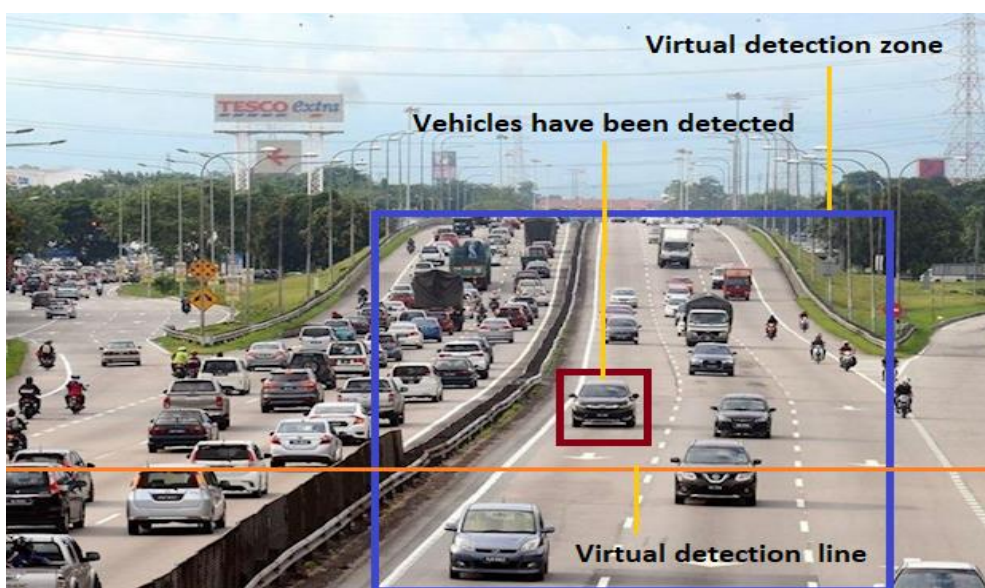 Virtual detection zone
TESCO extra
Vehicles have been detected
Virtual detection line